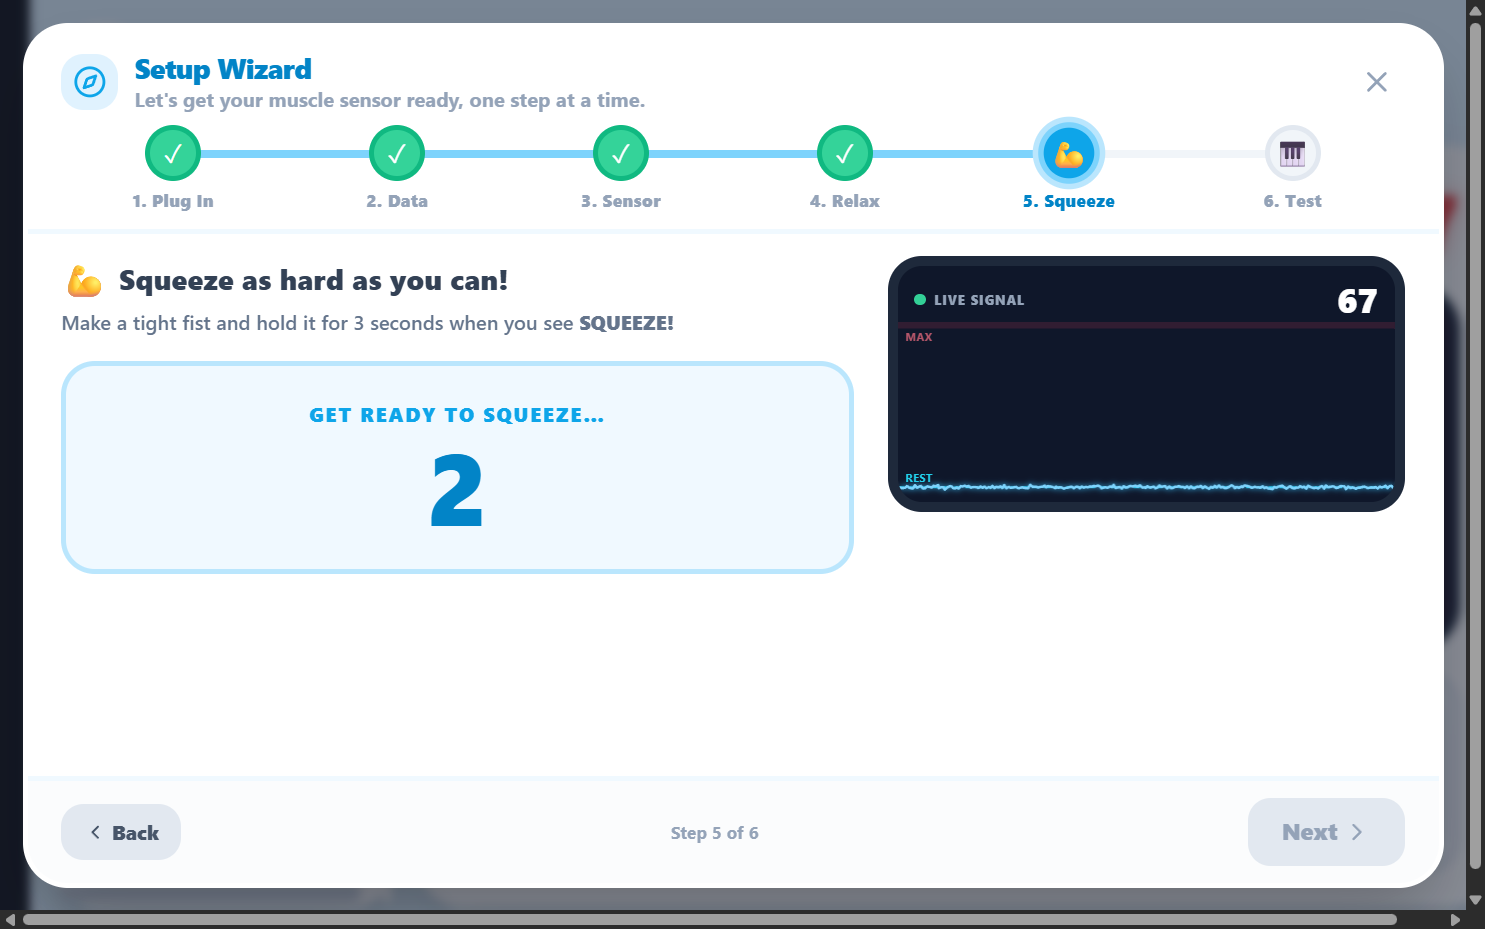 Setup Wizard
Let's get your muscle sensor ready, one step at a time.
1. Plug In
2. Data
3. Sensor
4. Relax
5. Squeeze
6. Test
Squeeze as hard as you can!
Make a tight fist and hold it for 3 seconds when you see SQUEEZE!
GET READY TO SQUEEZE...
2
LIVE SIGNAL
67
MAX
REST
Back
Step 5 of 6
Next